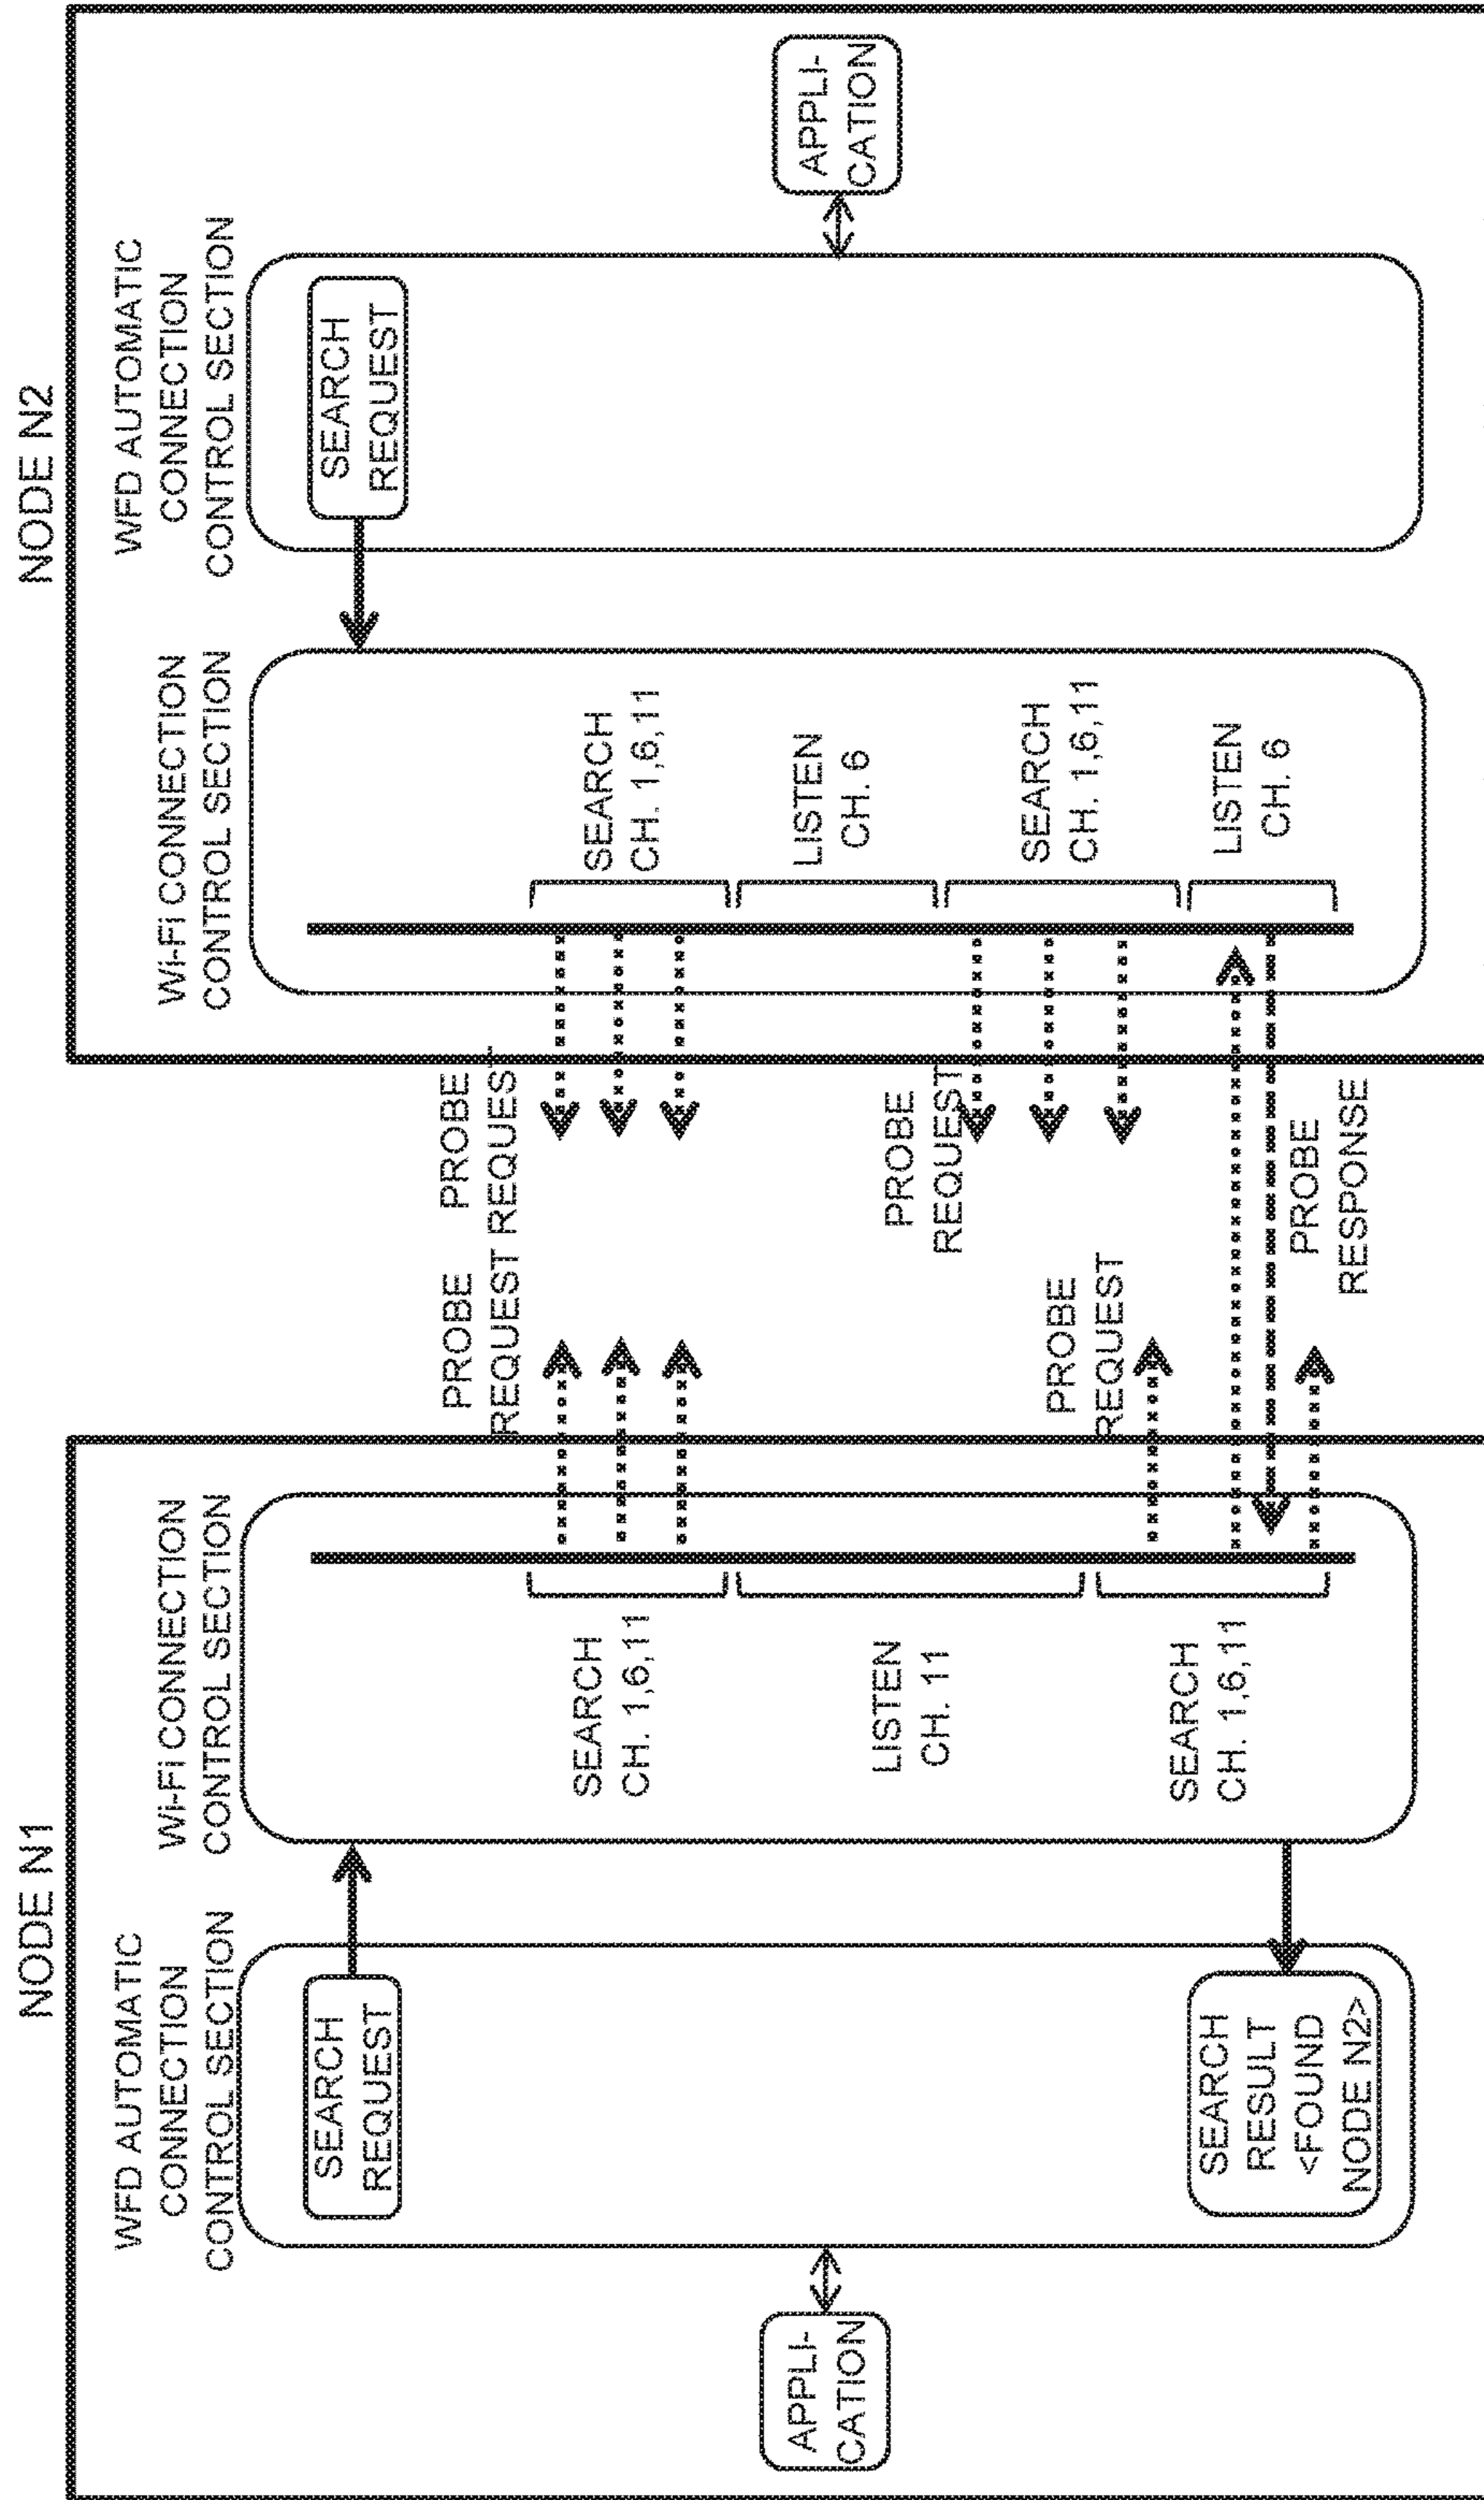 NODE N1
NODE N2
WFD AUTOMATIC
CONNECTION
CONTROL SECTION
Wi-Fi CONNECTION
CONTROL SECTION
Wi-Fi CONNECTION
CONTROL SECTION
WFD AUTOMATIC
CONNECTION
CONTROL SECTION
SEARCH
REQUEST
SEARCH
REQUEST
PROBE
REQUEST
PROBE
REQUEST
SEARCH
CH. 1,6,11
SEARCH
CH. 1,6,11
APPLI-
CATION
LISTEN
CH. 11
LISTEN
CH. 6
APPLI-
CATION
PROBE
REQUEST
PROBE
REQUEST
SEARCH
CH. 1,6,11
SEARCH
CH. 1,6,11
SEARCH
RESULT
<FOUND
NODE N2>
LISTEN
CH. 6
PROBE
RESPONSE